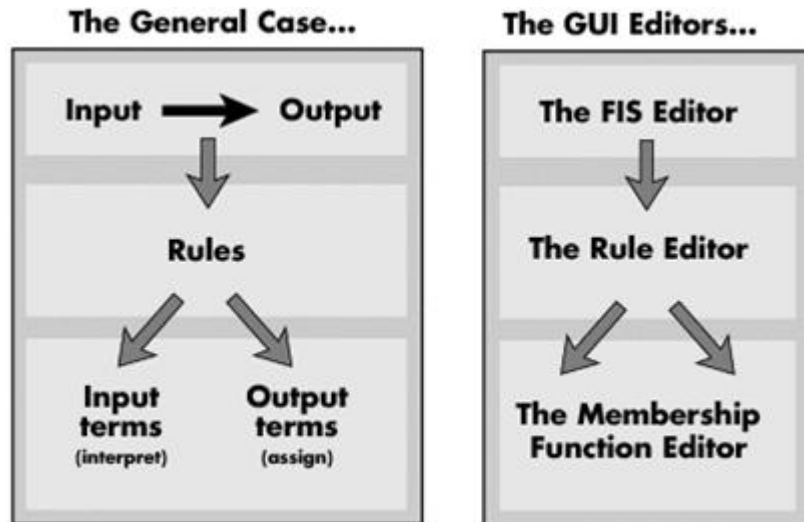 The General Case...
Input Output
Rules
Input
terms
(interpret)
Output
terms
(assign)
The GUI Editors...
The FIS Editor
The Rule Editor
The Membership
Function Editor